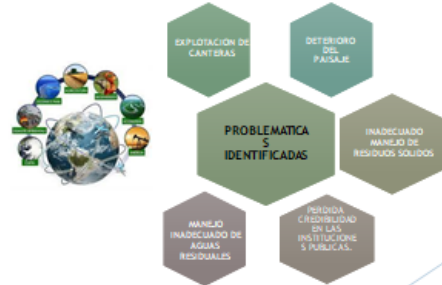 EXPLOTACION DE
CANTERAS
DETERIORO
DEL
PAISAJE
PROBLEMATICA
S
IDENTIFICADAS
INADECUADO
MANEJO DE
RESIDUOS SOLIDOS
MANEJO
INADECUADO DE
AGUAS
RESIDUALES
PERDIDA
CREDIBILIDAD
EN LAS
INSTITUCIONE
S PUBLICAS.